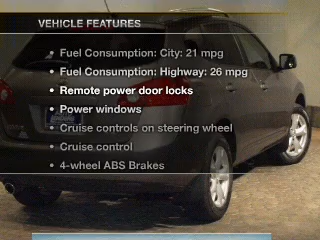 VEHICLE FEATURES
• Fuel Consumption: City: 21 mpg
• Fuel Consumption: Highway: 26 mpg
• Remote power door locks
• Power windows
• Cruise controls on steering wheel
• Cruise control
• 4-wheel ABS Brakes